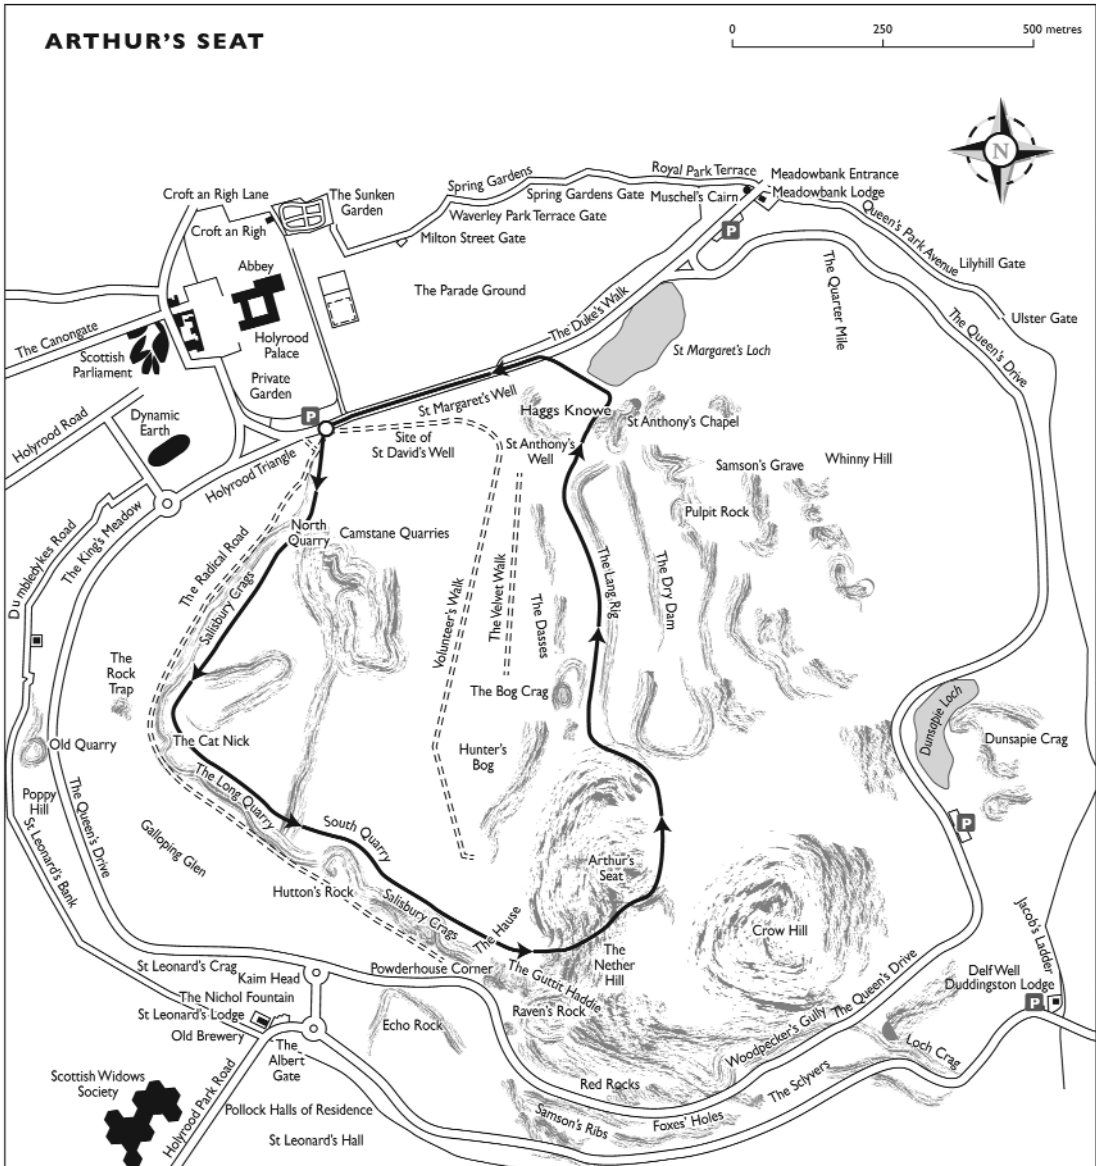 ARTHUR'S SEAT
0 250 500 metres
N
Royal Park Terrace
Meadowbank Entrance
Meadowbank Lodge
Muschel's Cairn
Spring Gardens
Spring Gardens Gate
Waverley Park Terrace Gate
Milton Street Gate
Croft an Righ Lane
The Sunken
Garden
Croft an Righ
Queen's Park Avenue
Lilyhill Gate
Ulster Gate
P
Abbey
The Parade Ground
The Quarter Mile
The Queen's Drive
The Duke's Walk
The Canongate
Scottish
Parliament
Holyrood
Palace
Private
Garden
St Margaret's Loch
St Margaret's Well
P
Haggs Knowe
St Anthony's Chapel
Holyrood Road
Dynamic
Earth
Site of
St David's Well
St Anthony's
Well
Holyrood Triangle
Samson's Grave
Whinny Hill
Pulpit Rock
The King's Meadow
Dumbiedykes Road
North
Quarry
Camstane Quarries
The Radical Road
Salisbury Crags
Volunteer's Walk
The Velvet Walk
The Dasses
The Lang Rig
The Dry Dam
The
Rock
Trap
The Bog Crag
Old Quarry
The Cat Nick
Hunter's
Bog
Dunsapie Loch
Dunsapie Crag
P
Poppy
Hill
The Queen's Drive
St Leonard's Bank
The Long Quarry
South Quarry
Galloping Glen
Hutton's Rock
Salisbury Crags
Arthur's
Seat
Crow Hill
The Hause
The
Nether
Hill
Jacob's Ladder
St Leonard's Crag
Kaim Head
Powderhouse Corner
The Guttit Haddie
Raven's Rock
The Nichol Fountain
St Leonard's Lodge
Old Brewery
Echo Rock
The
Albert
Gate
Delf Well
Duddingston Lodge
P
The Queen's Drive
Woodpecker's Gully
Loch Crag
Red Rocks
The Sclyvers
Foxes' Holes
Samson's Ribs
Scottish Widows
Society
Holyrood Park Road
Pollock Halls of Residence
St Leonard's Hall